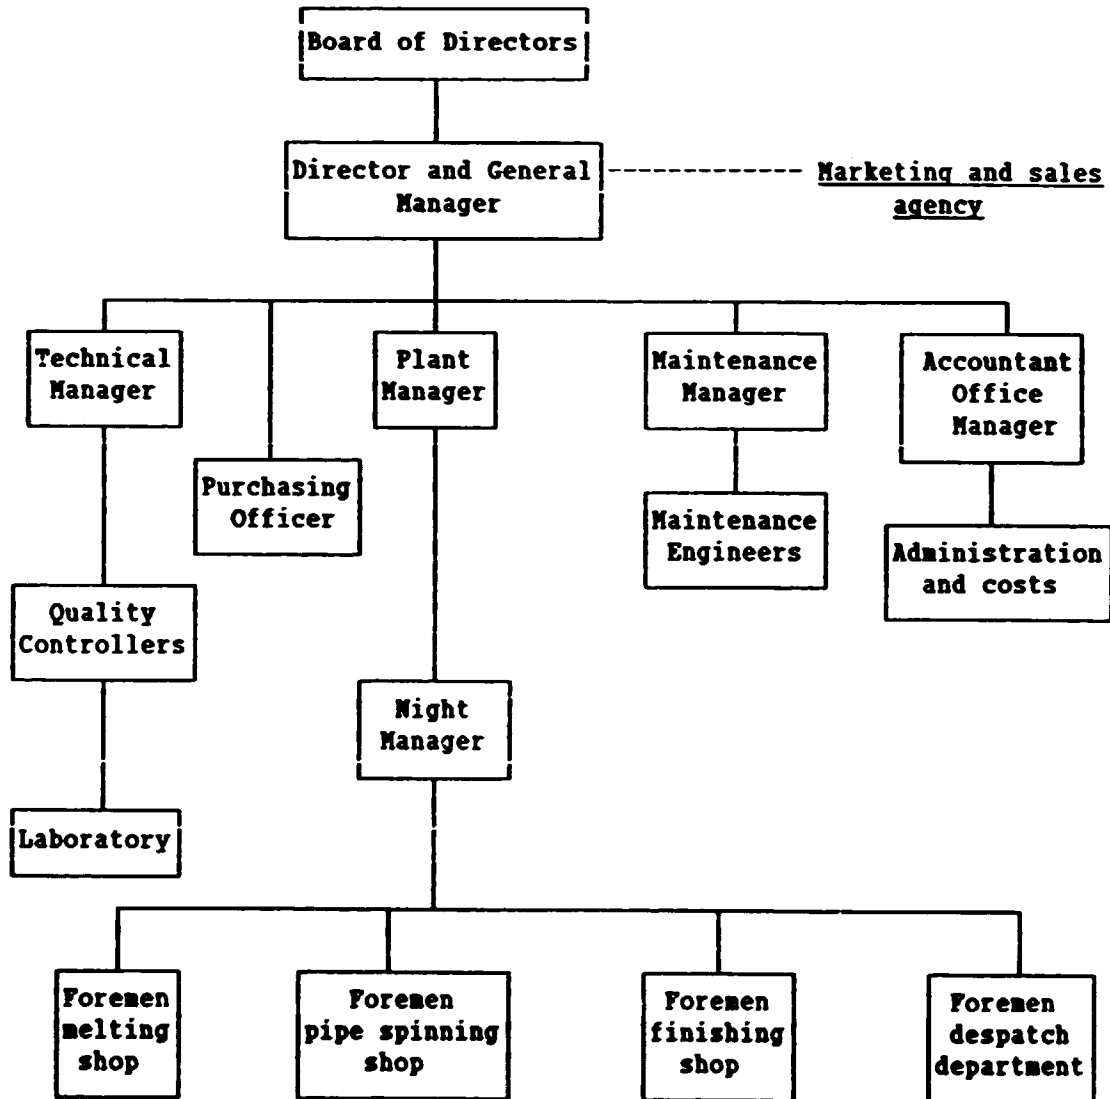 Board of Directors
Director and General
Manager
Marketing and sales
agency
Technical
Manager
Plant
Manager
Maintenance
Manager
Accountant
Office
Manager
Purchasing
Officer
Maintenance
Engineers
Administration
and costs
Quality
Controllers
Night
Manager
Laboratory
Foremen
melting
shop
Foremen
pipe spinning
shop
Foremen
finishing
shop
Foremen
despatch
department